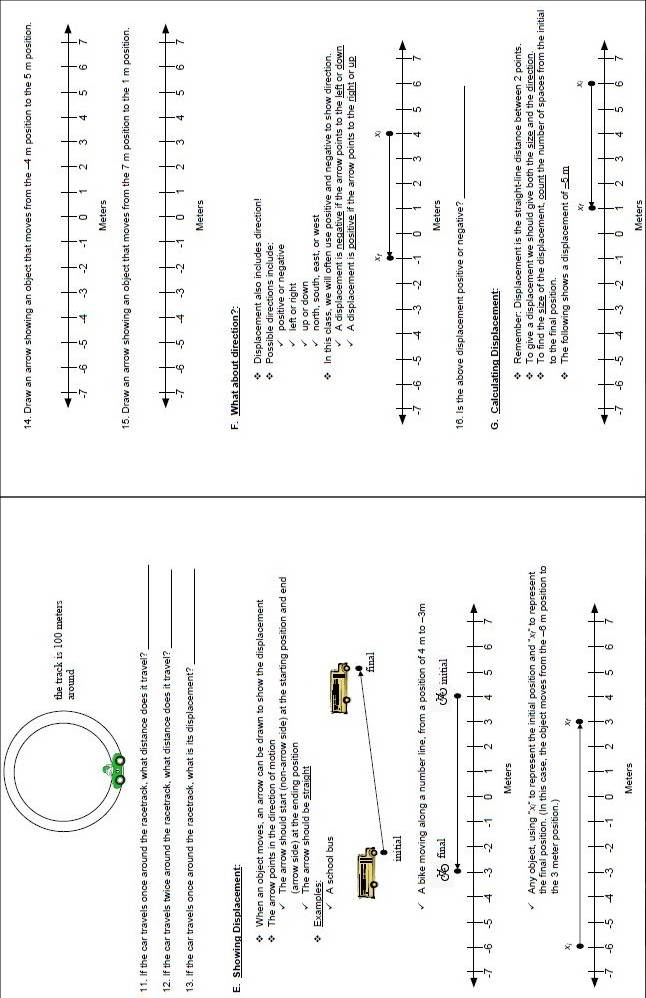 the track is 100 meters
around
11. If the car travels once around the racetrack, what distance does it travel?
12. If the car travels twice around the racetrack, what distance does it travel?
13. If the car travels once around the racetrack, what is its displacement?
E. Showing Displacement:
❖ When an object moves, an arrow can be drawn to show the displacement
❖ The arrow points in the direction of motion
✓ The arrow should start (non-arrow side) at the starting position and end
(arrow side) at the ending position
✓ The arrow should be straight
❖ Examples:
✓ A school bus
initial
final
✓ A bike moving along a number line, from a position of 4 m to –3m
final
initial
-7 -6 -5 -4 -3 -2 -1 0 1 2 3 4 5 6 7
Meters
✓ Any object, using "xi" to represent the initial position and "xf" to represent
the final position. (In this case, the object moves from the –6 m position to
the 3 meter position.)
xi xf
-7 -6 -5 -4 -3 -2 -1 0 1 2 3 4 5 6 7
Meters
14. Draw an arrow showing an object that moves from the –4 m position to the 5 m position.
-7 -6 -5 -4 -3 -2 -1 0 1 2 3 4 5 6 7
Meters
15. Draw an arrow showing an object that moves from the 7 m position to the 1 m position.
-7 -6 -5 -4 -3 -2 -1 0 1 2 3 4 5 6 7
Meters
F. What about direction?:
❖ Displacement also includes direction!
❖ Possible directions include:
✓ positive or negative
✓ left or right
✓ up or down
✓ north, south, east, or west
❖ In this class, we will often use positive and negative to show direction.
✓ A displacement is negative if the arrow points to the left or down
✓ A displacement is positive if the arrow points to the right or up
xf xi
-7 -6 -5 -4 -3 -2 -1 0 1 2 3 4 5 6 7
Meters
16. Is the above displacement positive or negative?
G. Calculating Displacement:
❖ Remember: Displacement is the straight-line distance between 2 points.
❖ To give a displacement we should give both the size and the direction.
❖ To find the size of the displacement, count the number of spaces from the initial
to the final position.
❖ The following shows a displacement of –5 m
xf xi
-7 -6 -5 -4 -3 -2 -1 0 1 2 3 4 5 6 7
Meters